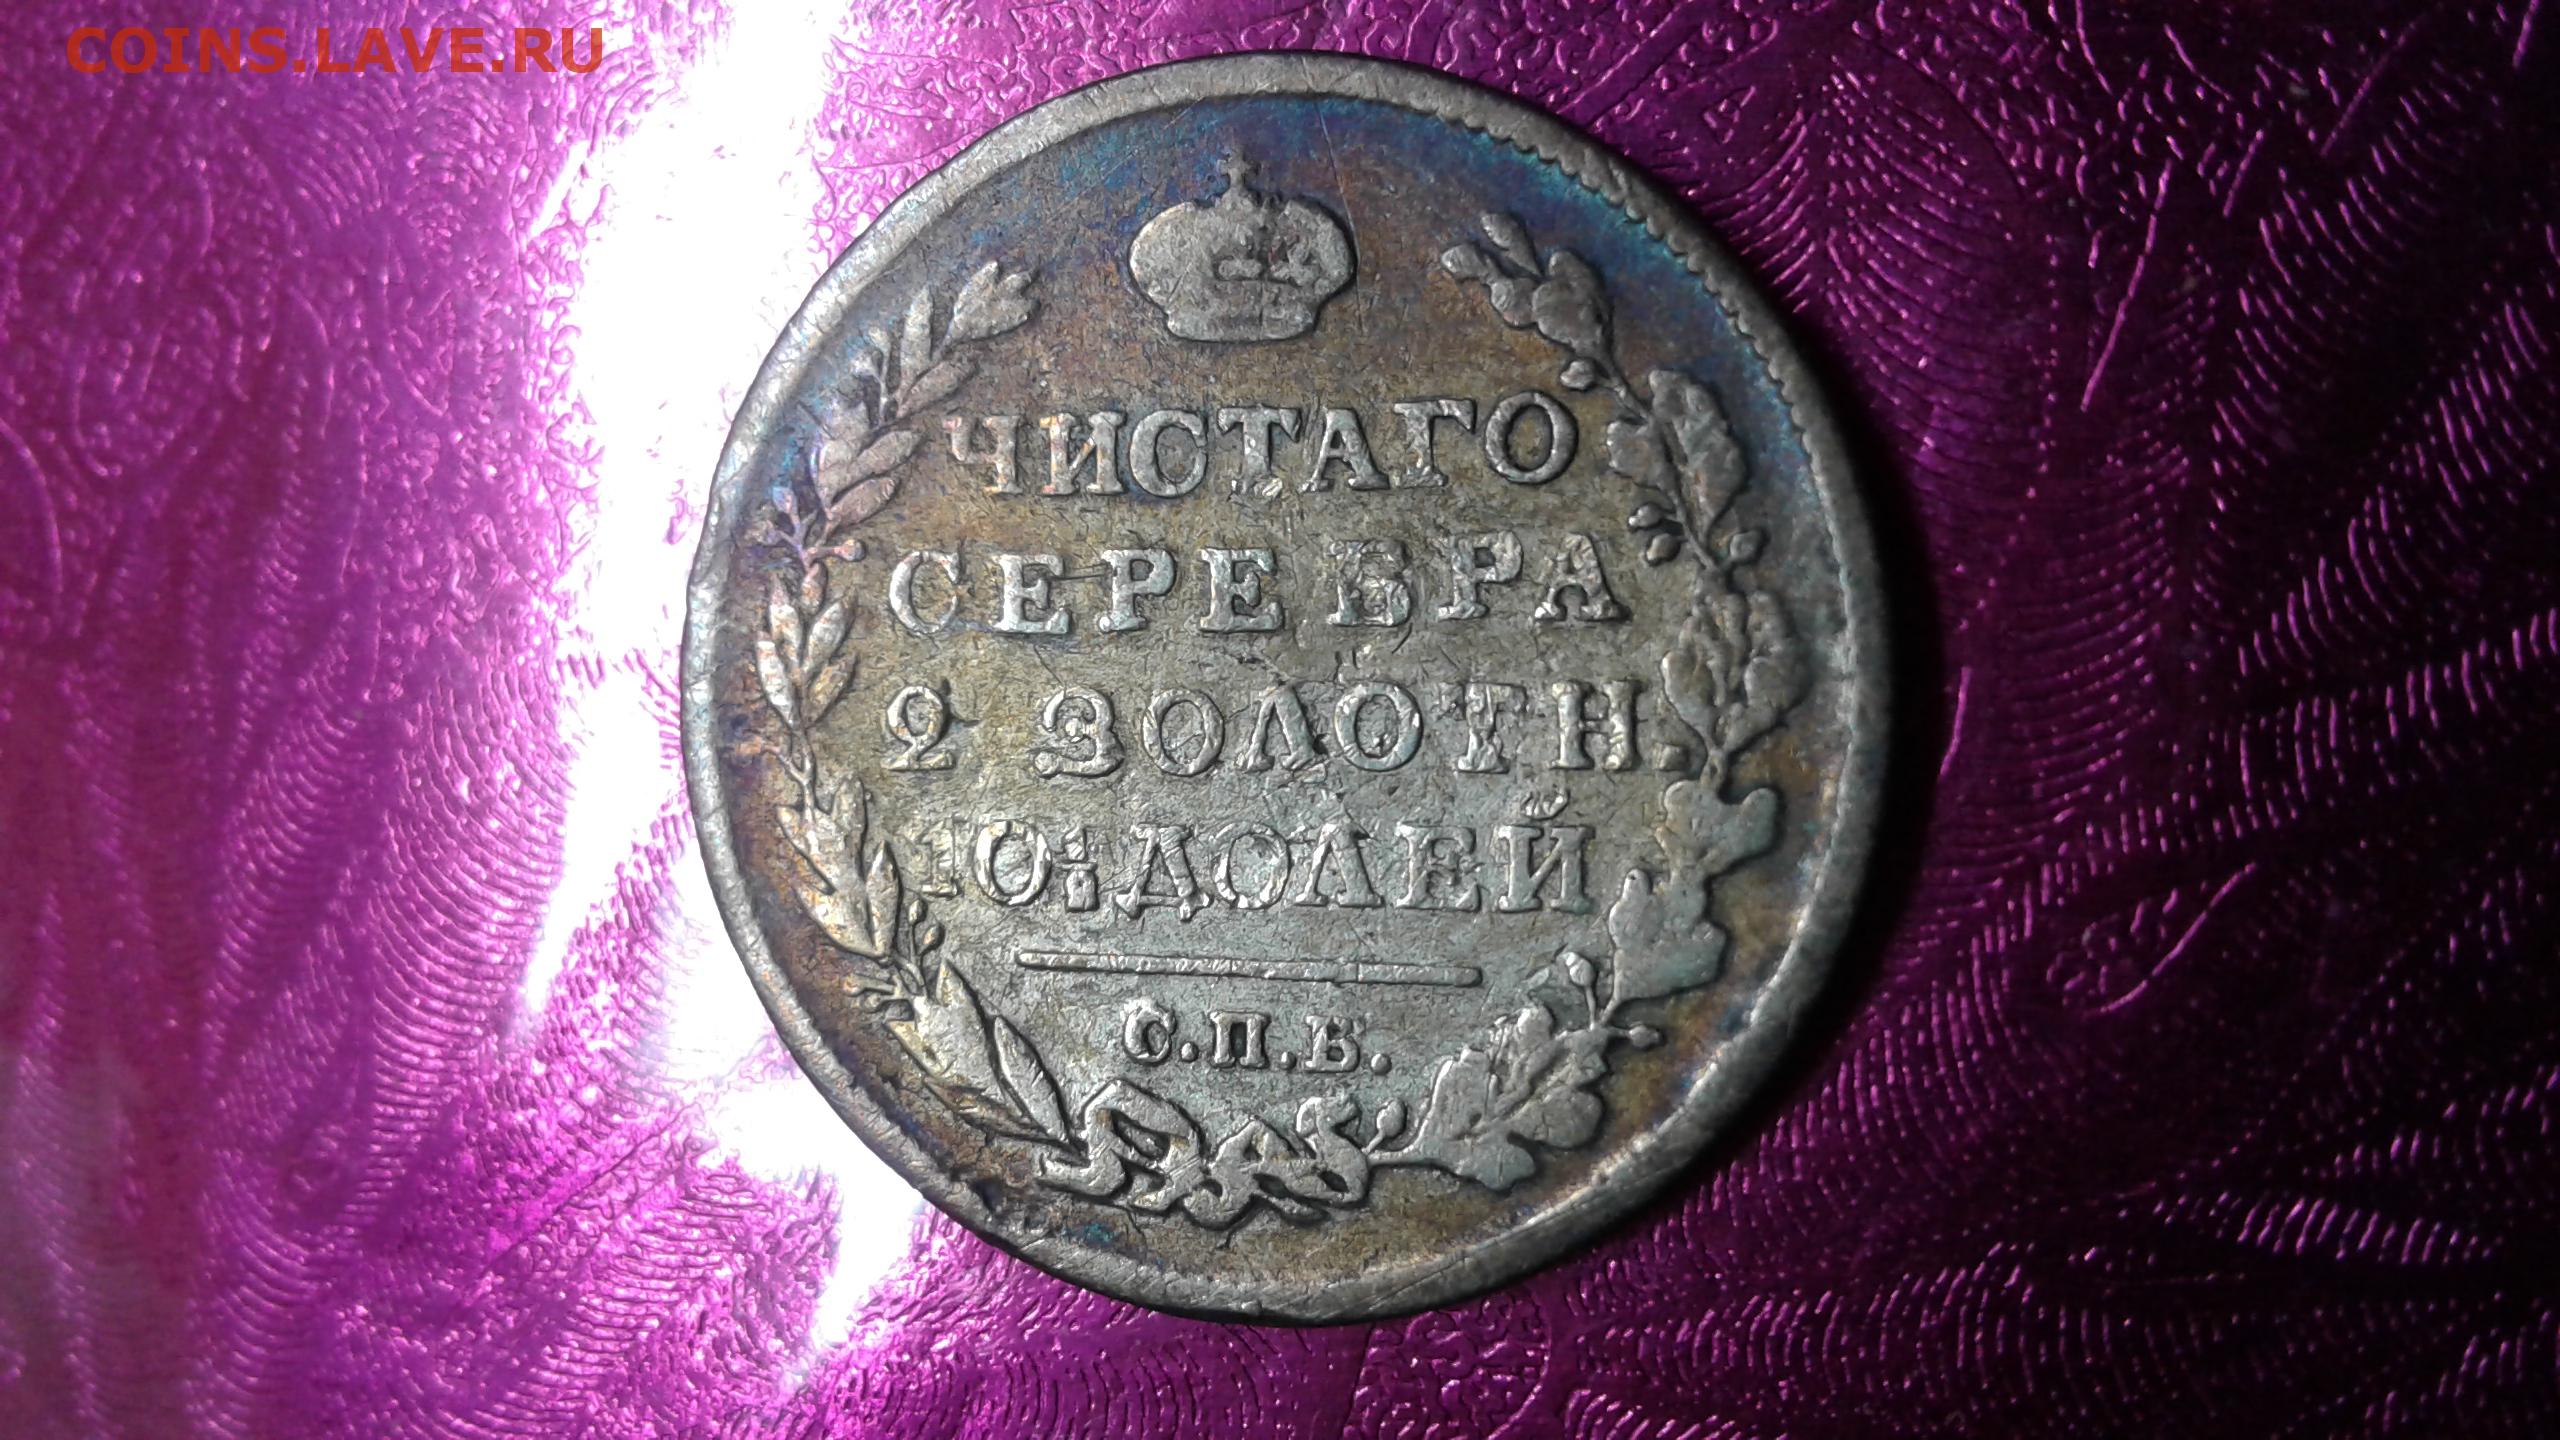 COINS.LAVE.RU
ЧИСТАГО
СЕРЕБРА
2 ЗОЛОТН.
10½ ДОЛЕЙ
С.П.Б.